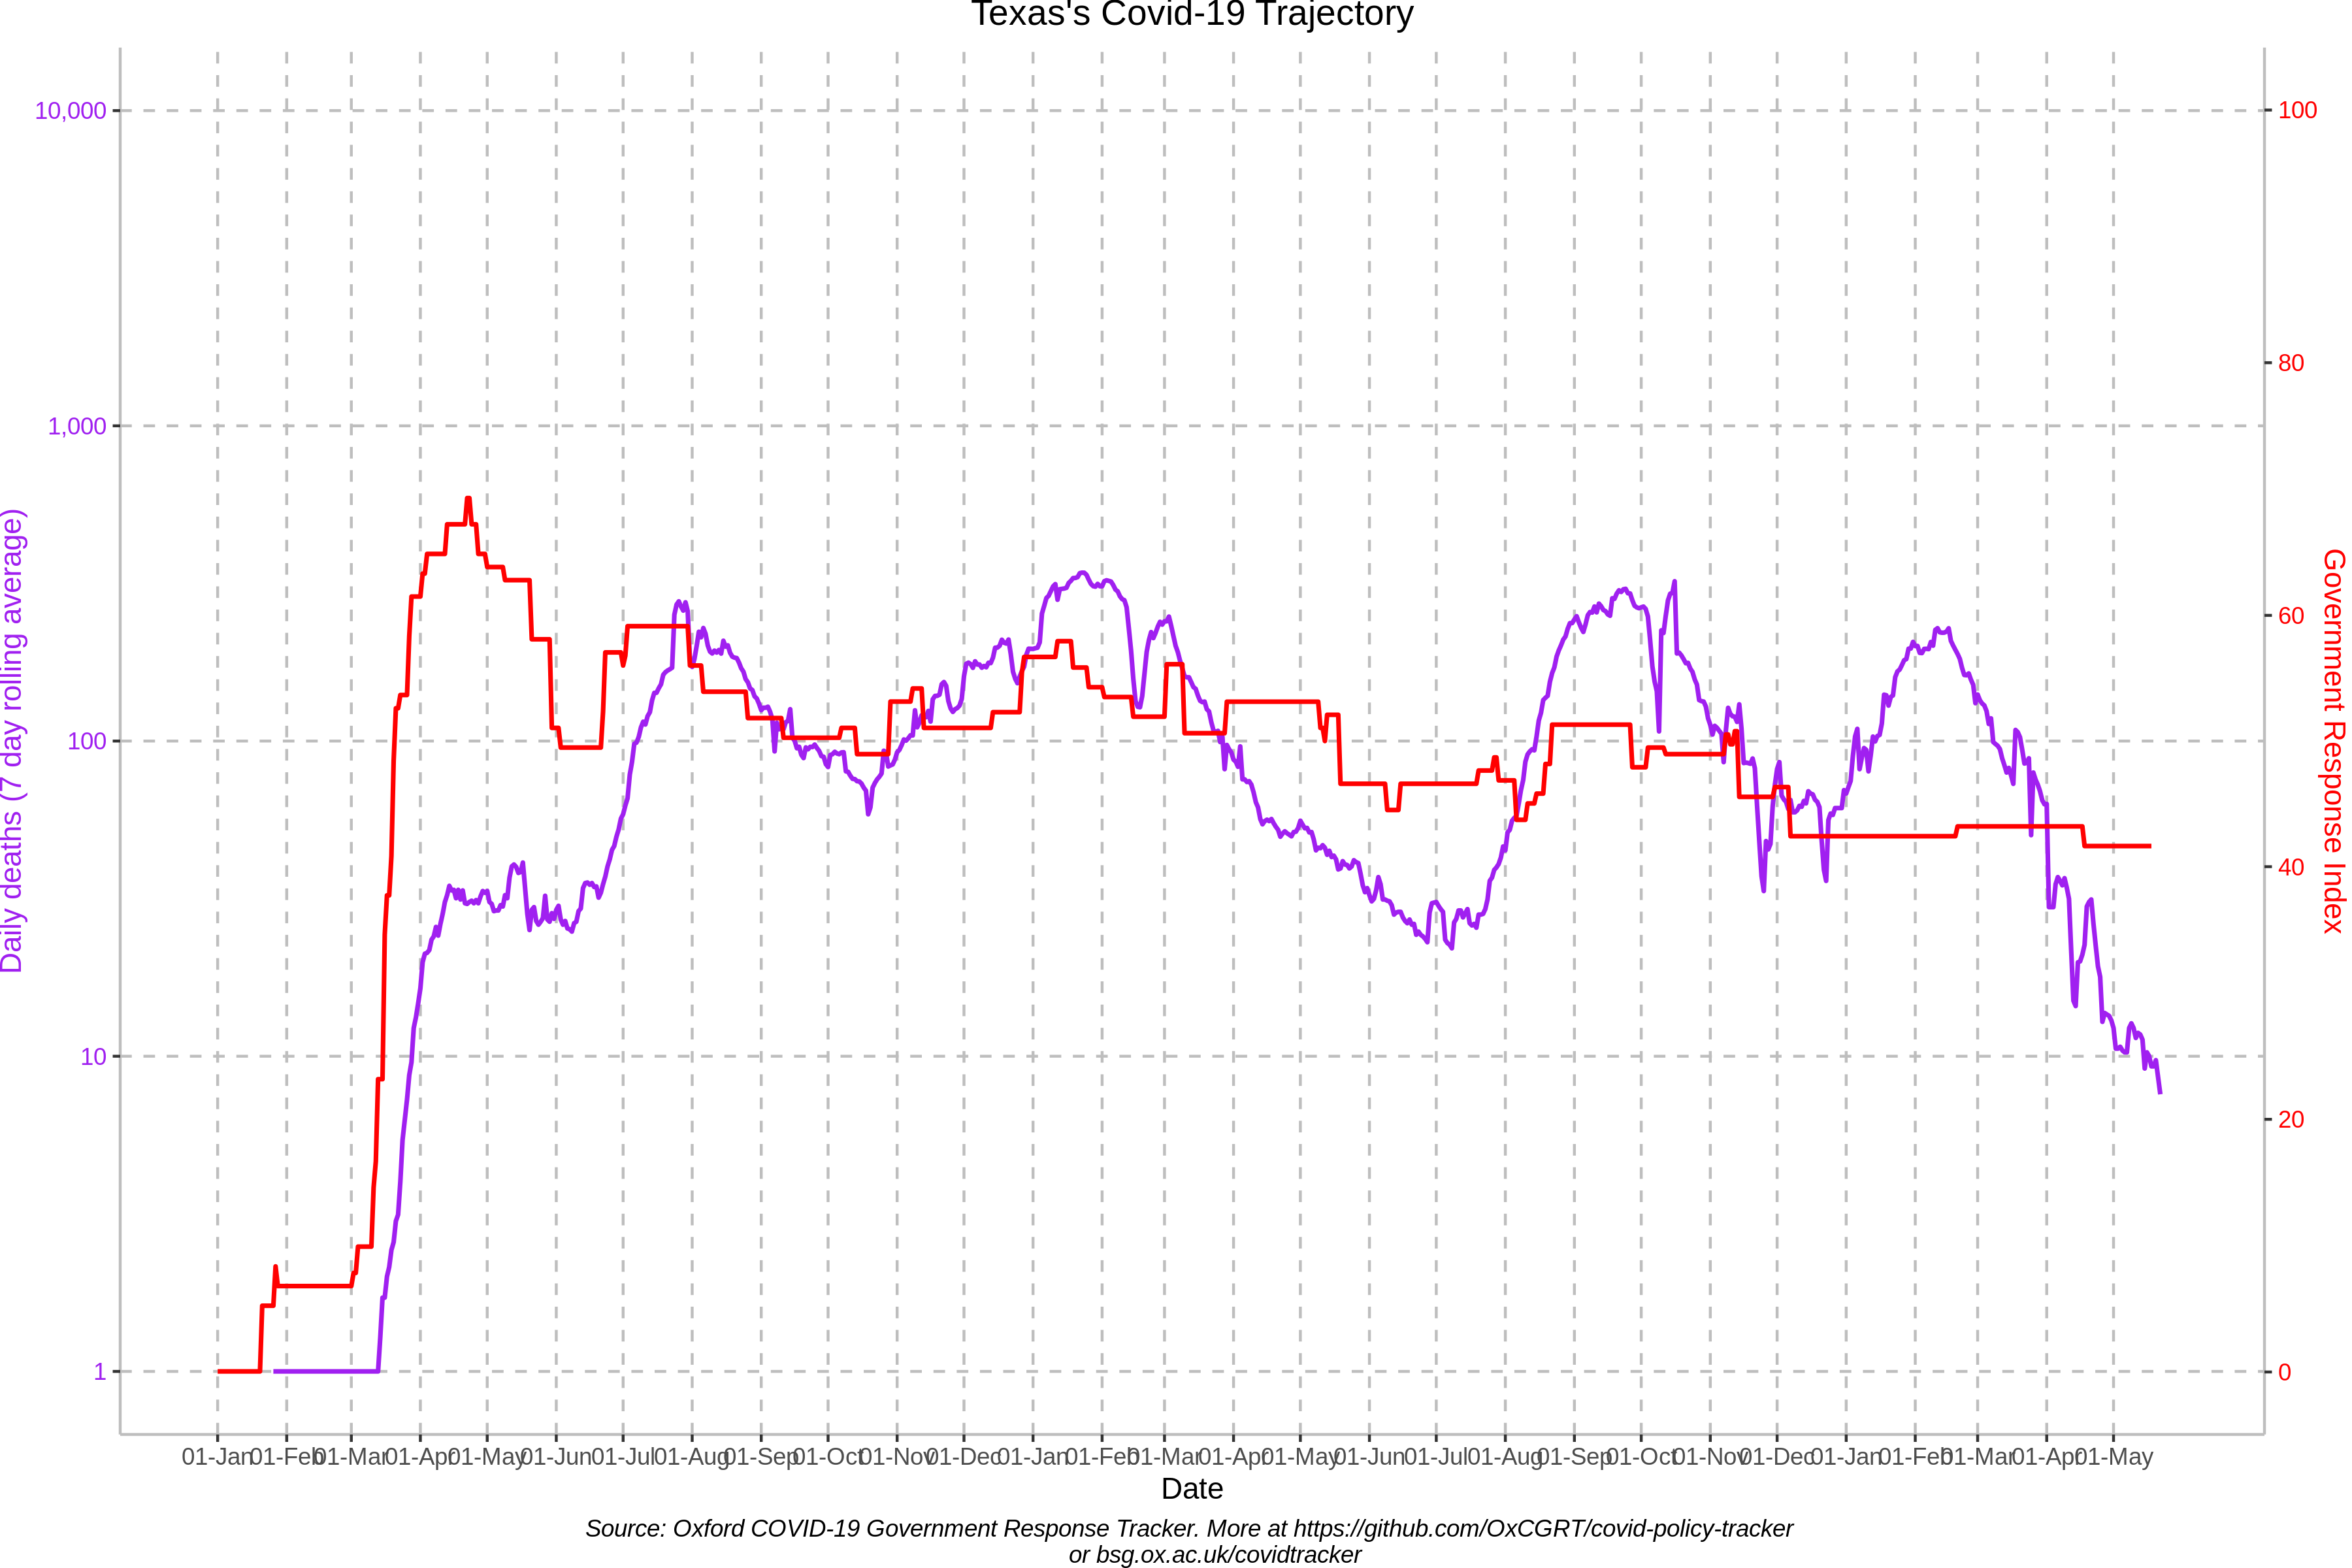 Texas's Covid-19 Trajectory
10,000
1,000
100
10
1
Daily deaths (7 day rolling average)
100
80
60
40
20
0
Government Response Index
01-Jan 01-Feb 01-Mar 01-Apr 01-May 01-Jun 01-Jul 01-Aug 01-Sep 01-Oct 01-Nov 01-Dec 01-Jan 01-Feb 01-Mar 01-Apr 01-May 01-Jun 01-Jul 01-Aug 01-Sep 01-Oct 01-Nov 01-Dec 01-Jan 01-Feb 01-Mar 01-Apr 01-May
Date
Source: Oxford COVID-19 Government Response Tracker. More at https://github.com/OxCGRT/covid-policy-tracker
or bsg.ox.ac.uk/covidtracker